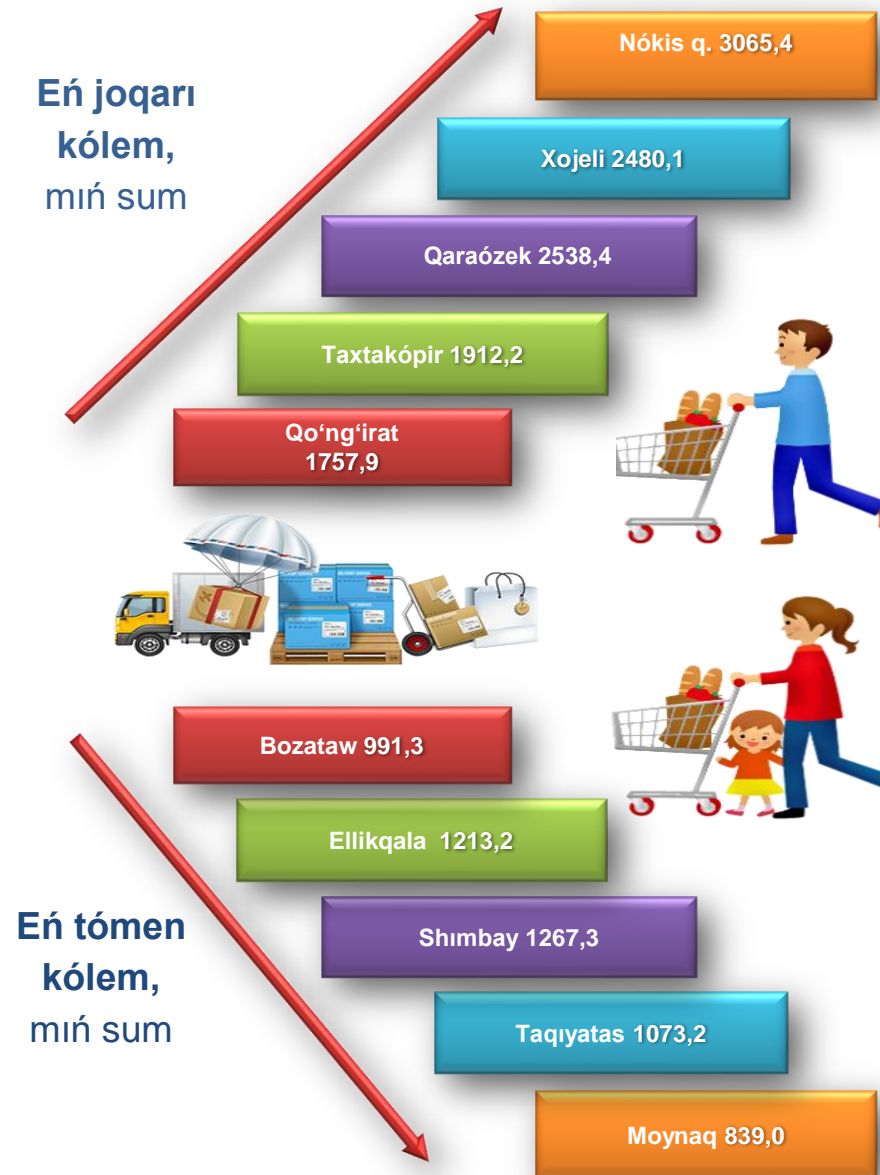 Eń joqarı
kólem,
mıń sum
Nókis q. 3065,4
Xojeli 2480,1
Qaraózek 2538,4
Taxtakópir 1912,2
Qo‘ng‘irat
1757,9
Bozataw 991,3
Ellikqala 1213,2
Shımbay 1267,3
Taqıyatas 1073,2
Moynaq 839,0
Eń tómen
kólem,
mıń sum